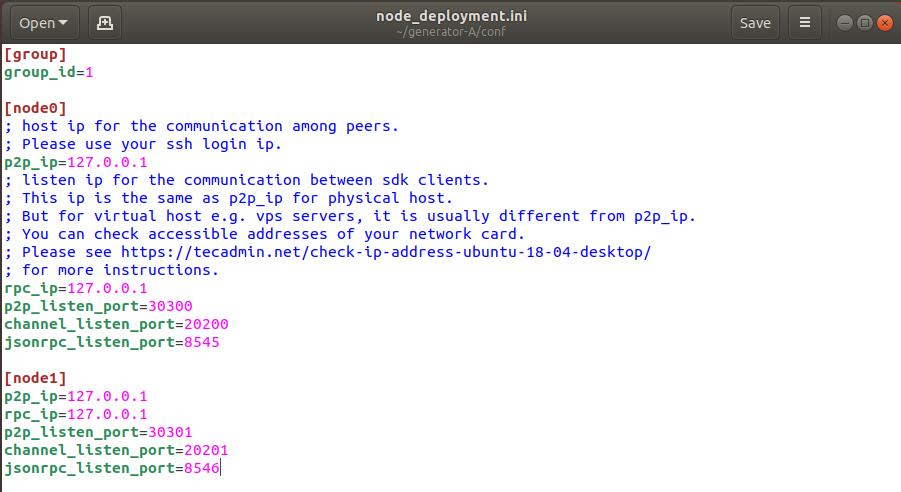 Open
node_deployment.ini
~/generator-A/conf
Save
[group]
group_id=1
[node0]
; host ip for the communication among peers.
; Please use your ssh login ip.
p2p_ip=127.0.0.1
; listen ip for the communication between sdk clients.
; This ip is the same as p2p_ip for physical host.
; But for virtual host e.g. vps servers, it is usually different from p2p_ip.
; You can check accessible addresses of your network card.
; Please see https://tecadmin.net/check-ip-address-ubuntu-18-04-desktop/
; for more instructions.
rpc_ip=127.0.0.1
p2p_listen_port=30300
channel_listen_port=20200
jsonrpc_listen_port=8545
[node1]
p2p_ip=127.0.0.1
rpc_ip=127.0.0.1
p2p_listen_port=30301
channel_listen_port=20201
jsonrpc_listen_port=8546